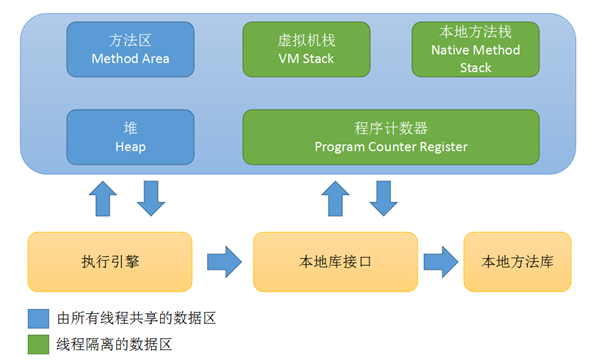 方法区
Method Area
虚拟机栈
VM Stack
本地方法栈
Native Method
Stack
堆
Heap
程序计数器
Program Counter Register
执行引擎
本地库接口
本地方法库
由所有线程共享的数据区
线程隔离的数据区